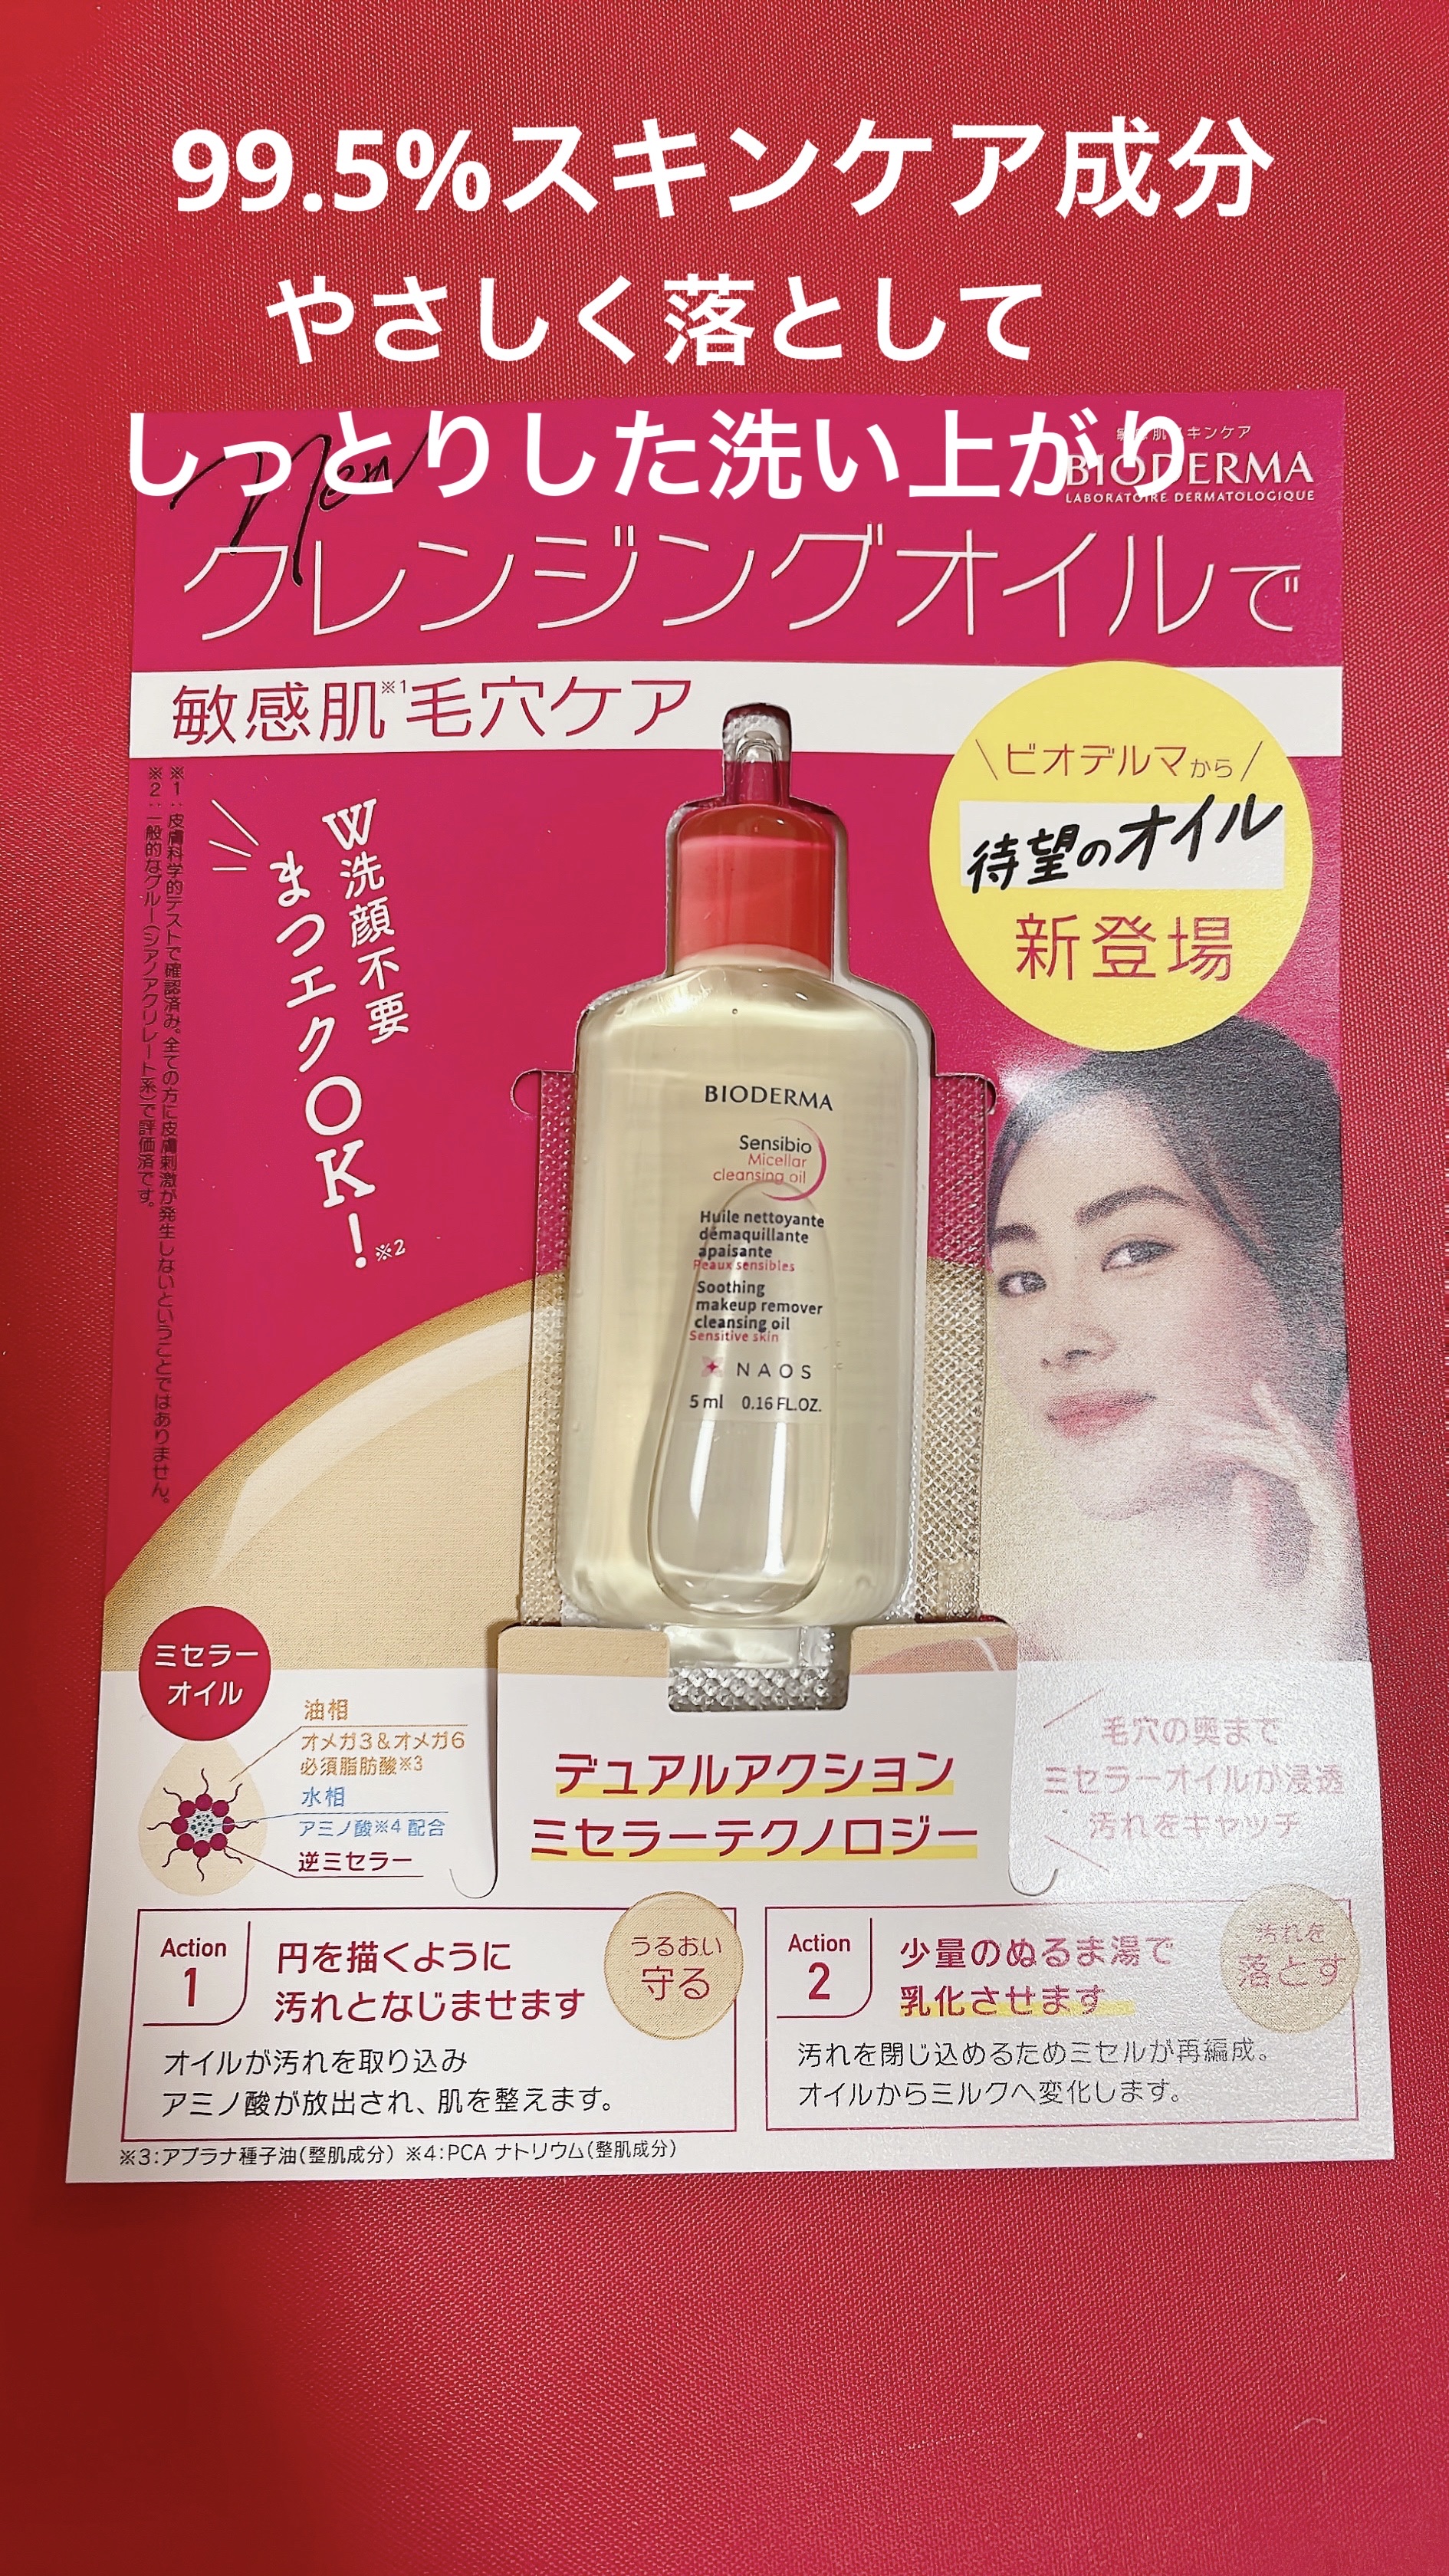 99.5%スキンケア成分
やさしく落として
しっとりした洗い上がり
New
敏感肌スキンケア
BIODERMA
LABORATOIRE DERMATOLOGIQUE
クレンジングオイルで
敏感肌※1毛穴ケア
ビオデルマから
待望のオイル
新登場
W洗顔不要
まつエクOK!※2
※1:皮膚科学的テストで確認済み。全ての方に皮膚刺激が発生しないということではありません。
※2:一般的なグルー(シアノアクリレート系)で評価済です。
BIODERMA
Sensibio
Micellar
cleansing oil
Huile nettoyante
démaquillante
apaisante
Peaux sensibles
Soothing
makeup remover
cleansing oil
Sensitive skin
NAOS
5 ml 0.16 FL.OZ.
ミセラー
オイル
油相
オメガ3&オメガ6
必須脂肪酸※3
水相
アミノ酸※4 配合
逆ミセラー
デュアルアクション
ミセラーテクノロジー
毛穴の奥まで
ミセラーオイルが浸透
汚れをキャッチ
Action
1
円を描くように
汚れとなじませます
うるおい
守る
オイルが汚れを取り込み
アミノ酸が放出され、肌を整えます。
Action
2
少量のぬるま湯で
乳化させます
汚れを
落とす
汚れを閉じ込めるためミセルが再編成。
オイルからミルクへ変化します。
※3:アブラナ種子油(整肌成分) ※4:PCA ナトリウム(整肌成分)